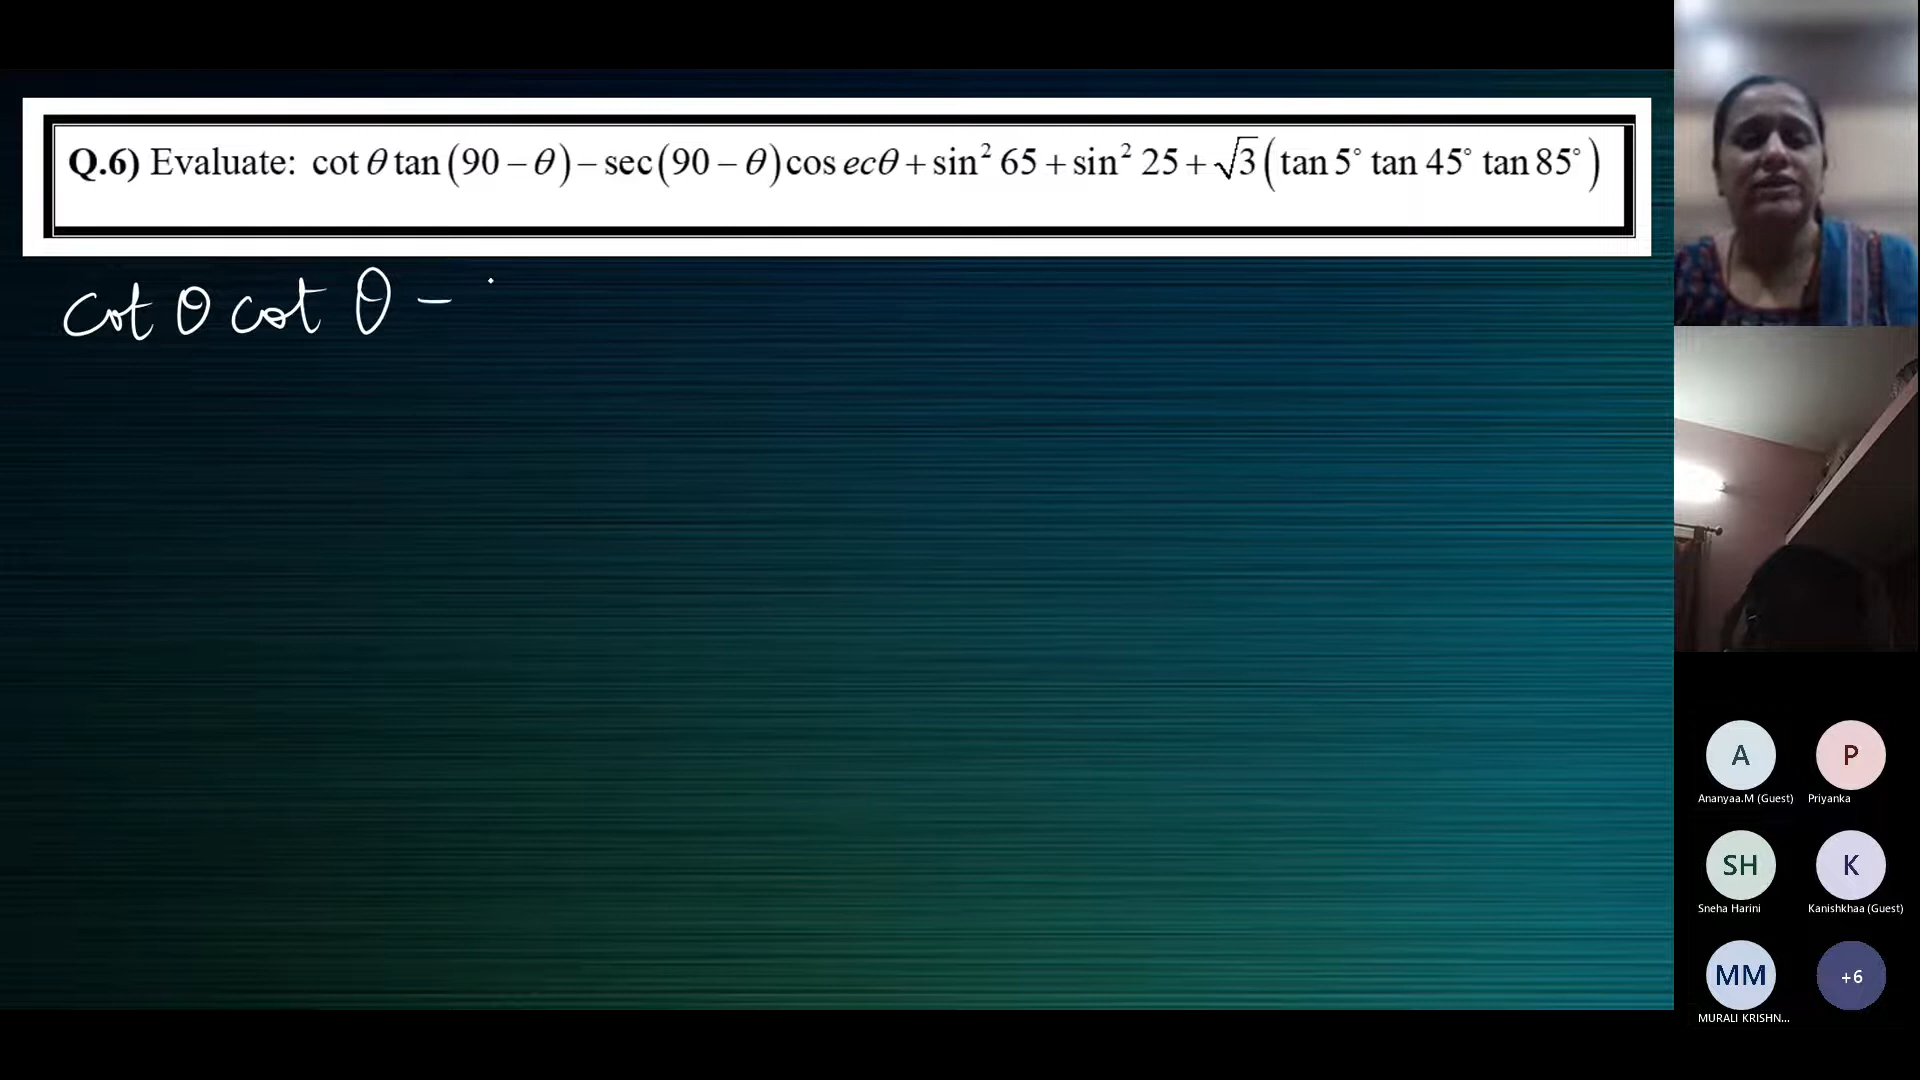 Q.6) Evaluate: cot θ tan (90 − θ) − sec (90 − θ) cos ecθ + sin² 65 + sin² 25 + √3 (tan 5° tan 45° tan 85°)
cot θ cot θ −
A
P
Ananyaa.M (Guest)
Priyanka
SH
K
Sneha Harini
Kanishkhaa (Guest)
MM
+6
MURALI KRISHN...